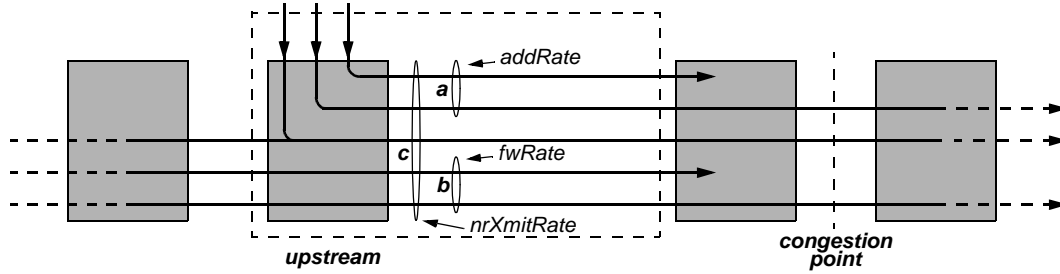 addRate
a
c
fwRate
b
nrXmitRate
upstream
congestion
point